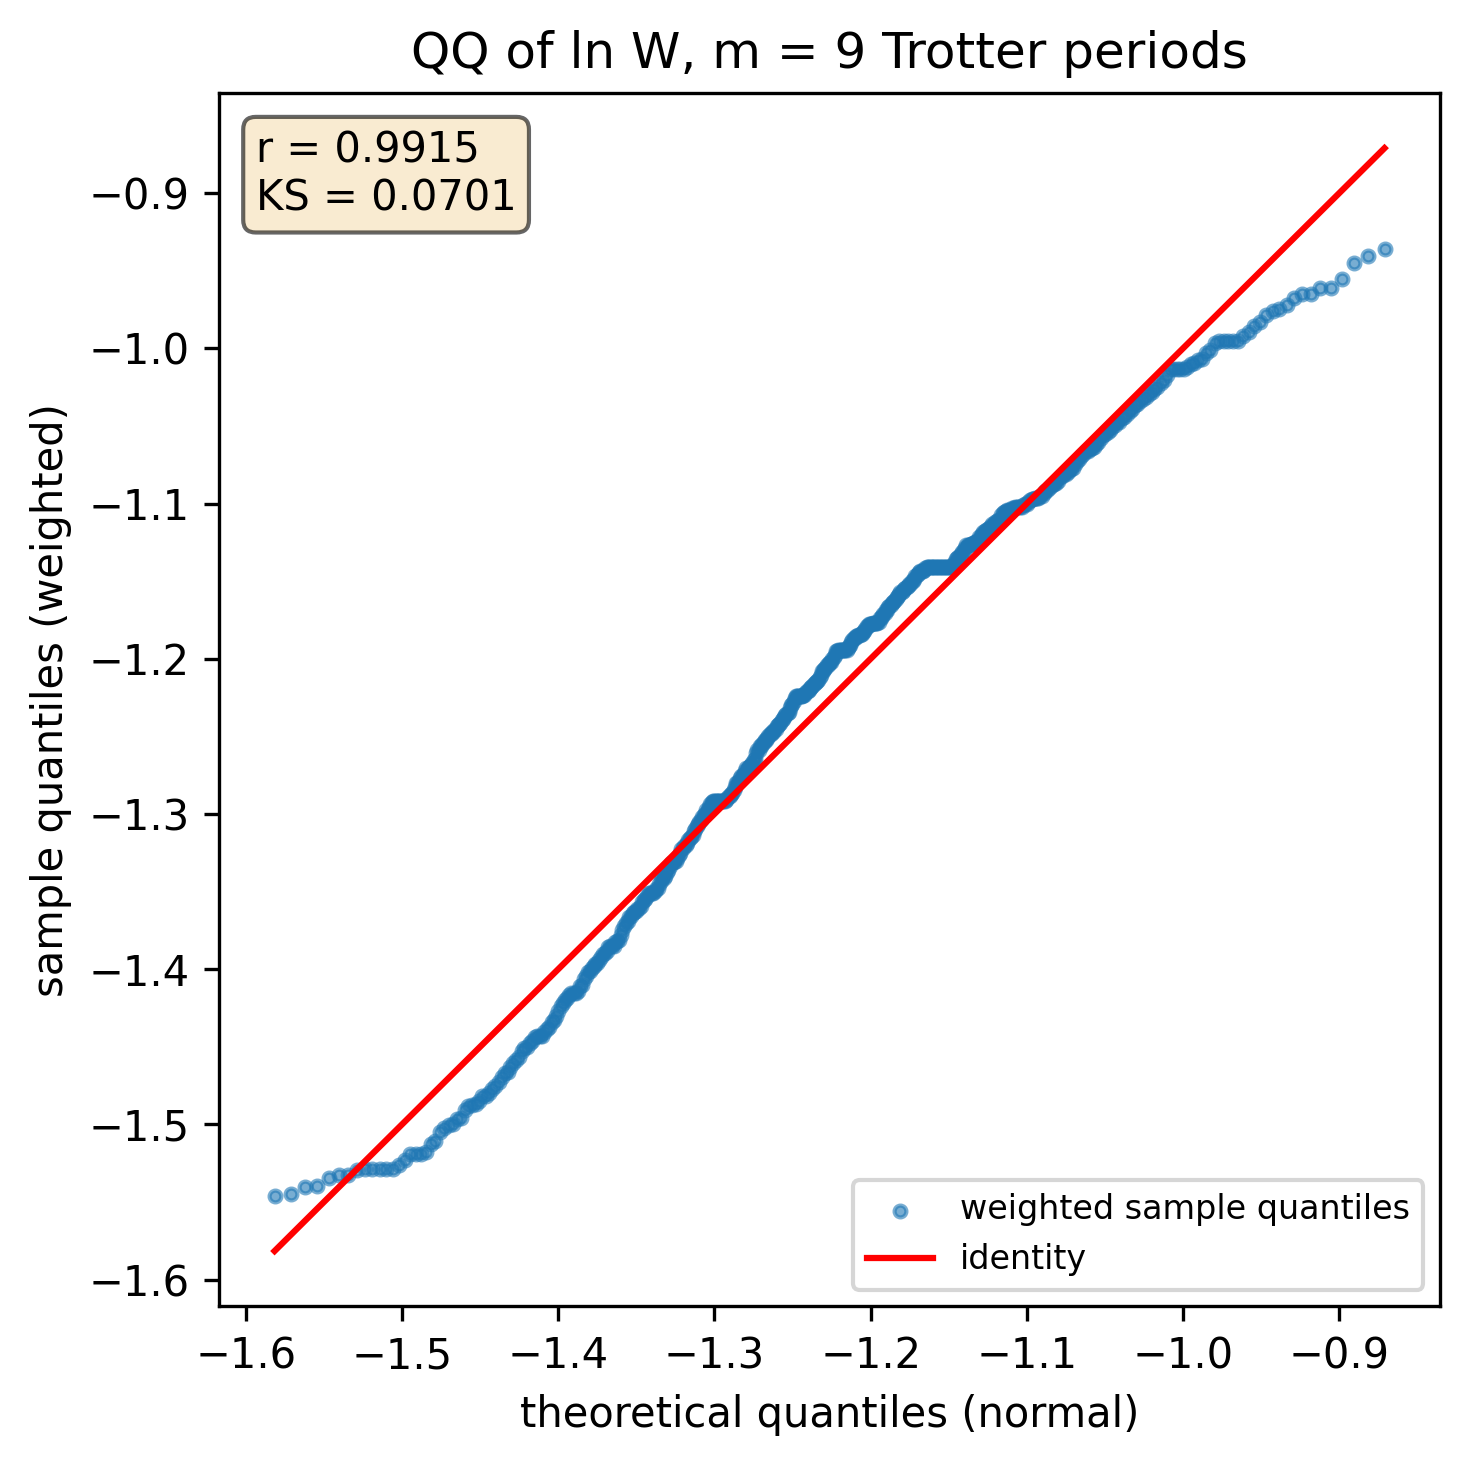 QQ of ln W, m = 9 Trotter periods
r = 0.9915
KS = 0.0701
−0.9
−1.0
−1.1
−1.2
−1.3
−1.4
−1.5
−1.6
sample quantiles (weighted)
weighted sample quantiles
identity
−1.6 −1.5 −1.4 −1.3 −1.2 −1.1 −1.0 −0.9
theoretical quantiles (normal)